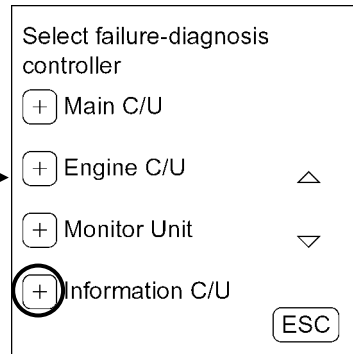 Select failure-diagnosis
controller
+ Main C/U
+ Engine C/U
+ Monitor Unit
+ Information C/U
ESC